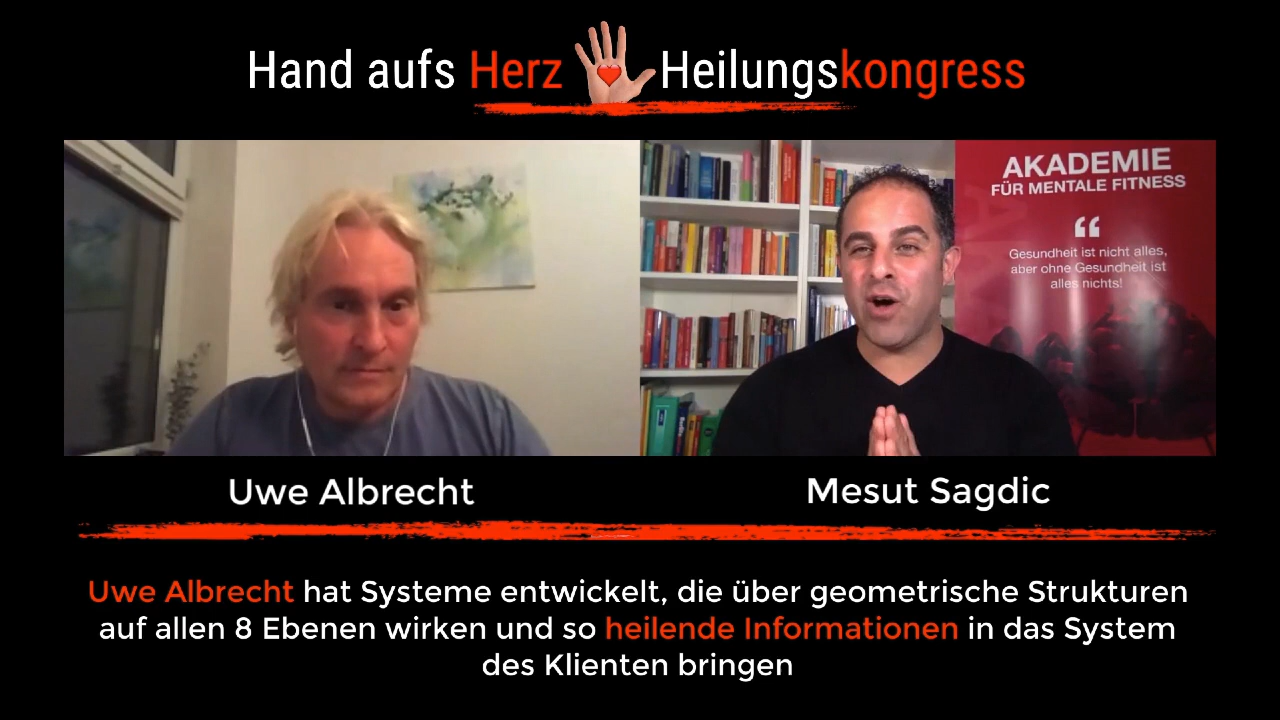 Hand aufs Herz Heilungskongress
AKADEMIE
FÜR MENTALE FITNESS
“
Gesundheit ist nicht alles,
aber ohne Gesundheit ist
alles nichts!
Uwe Albrecht
Mesut Sagdic
Uwe Albrecht hat Systeme entwickelt, die über geometrische Strukturen
auf allen 8 Ebenen wirken und so heilende Informationen in das System
des Klienten bringen